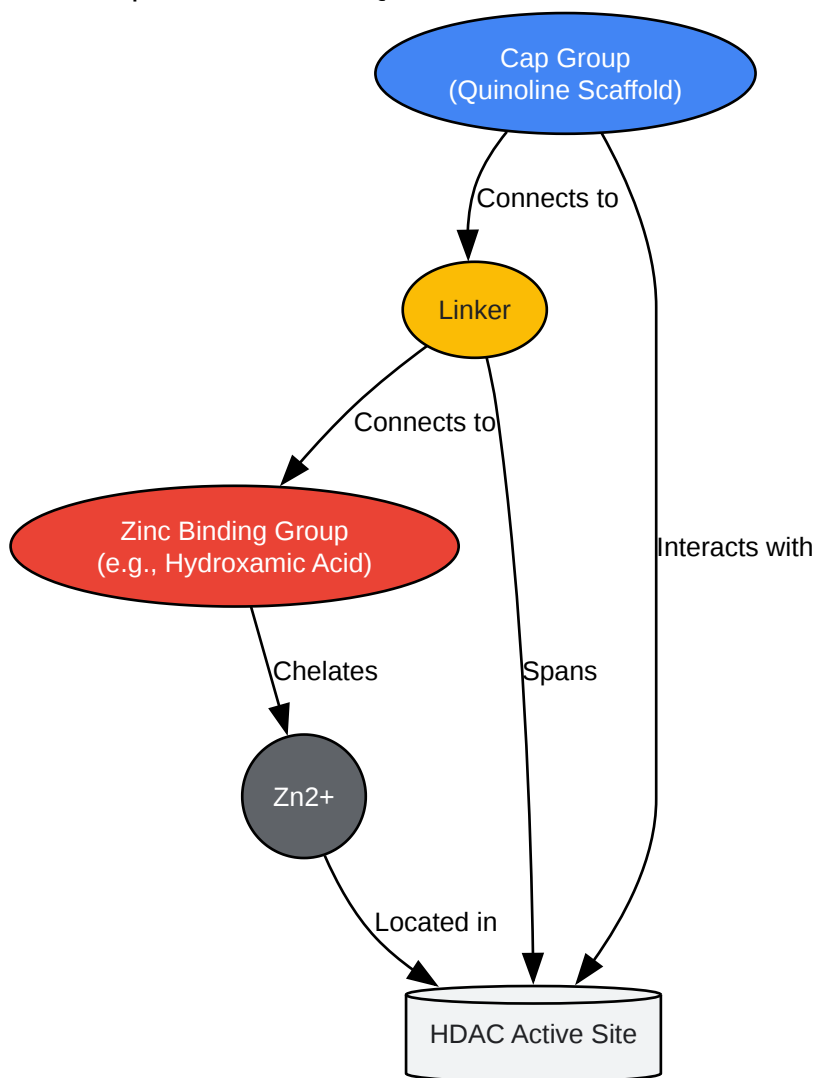 Cap Group
(Quinoline Scaffold)
Connects to
Linker
Connects to
Zinc Binding Group
(e.g., Hydroxamic Acid)
Interacts with
Chelates
Spans
Zn2+
Located in
HDAC Active Site